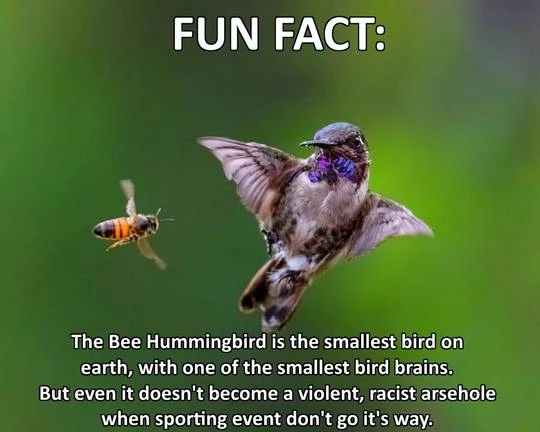 FUN FACT:
The Bee Hummingbird is the smallest bird on
earth, with one of the smallest bird brains.
But even it doesn't become a violent, racist arsehole
when sporting event don't go it's way.